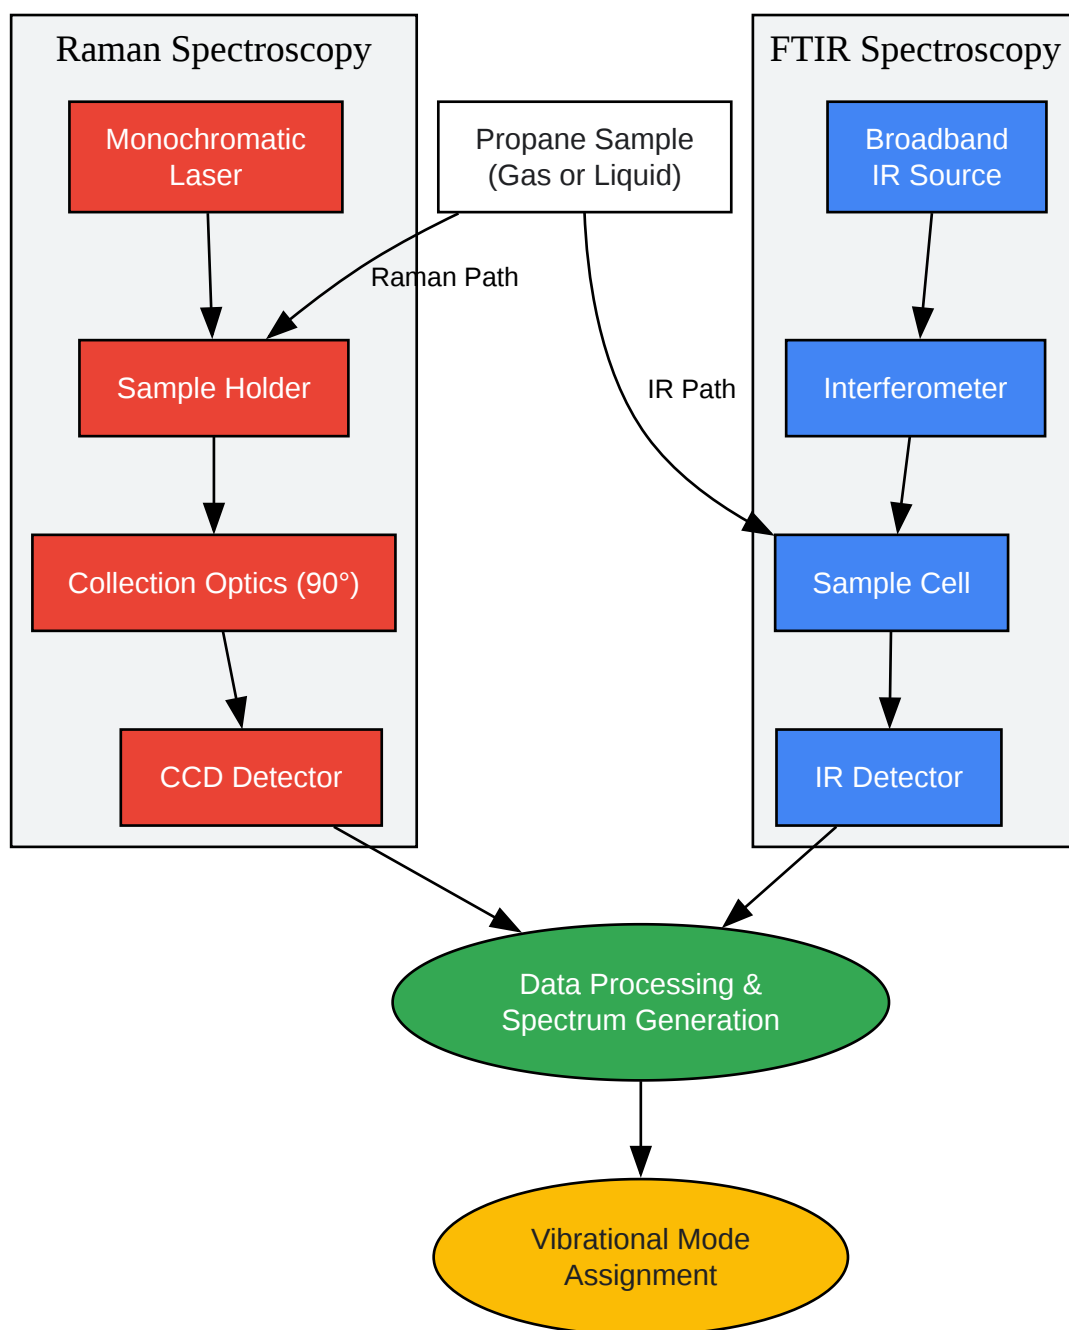 Raman Spectroscopy
FTIR Spectroscopy
Monochromatic
Laser
Propane Sample
(Gas or Liquid)
Broadband
IR Source
Raman Path
Sample Holder
IR Path
Interferometer
Collection Optics (90°)
Sample Cell
CCD Detector
IR Detector
Data Processing &
Spectrum Generation
Vibrational Mode
Assignment